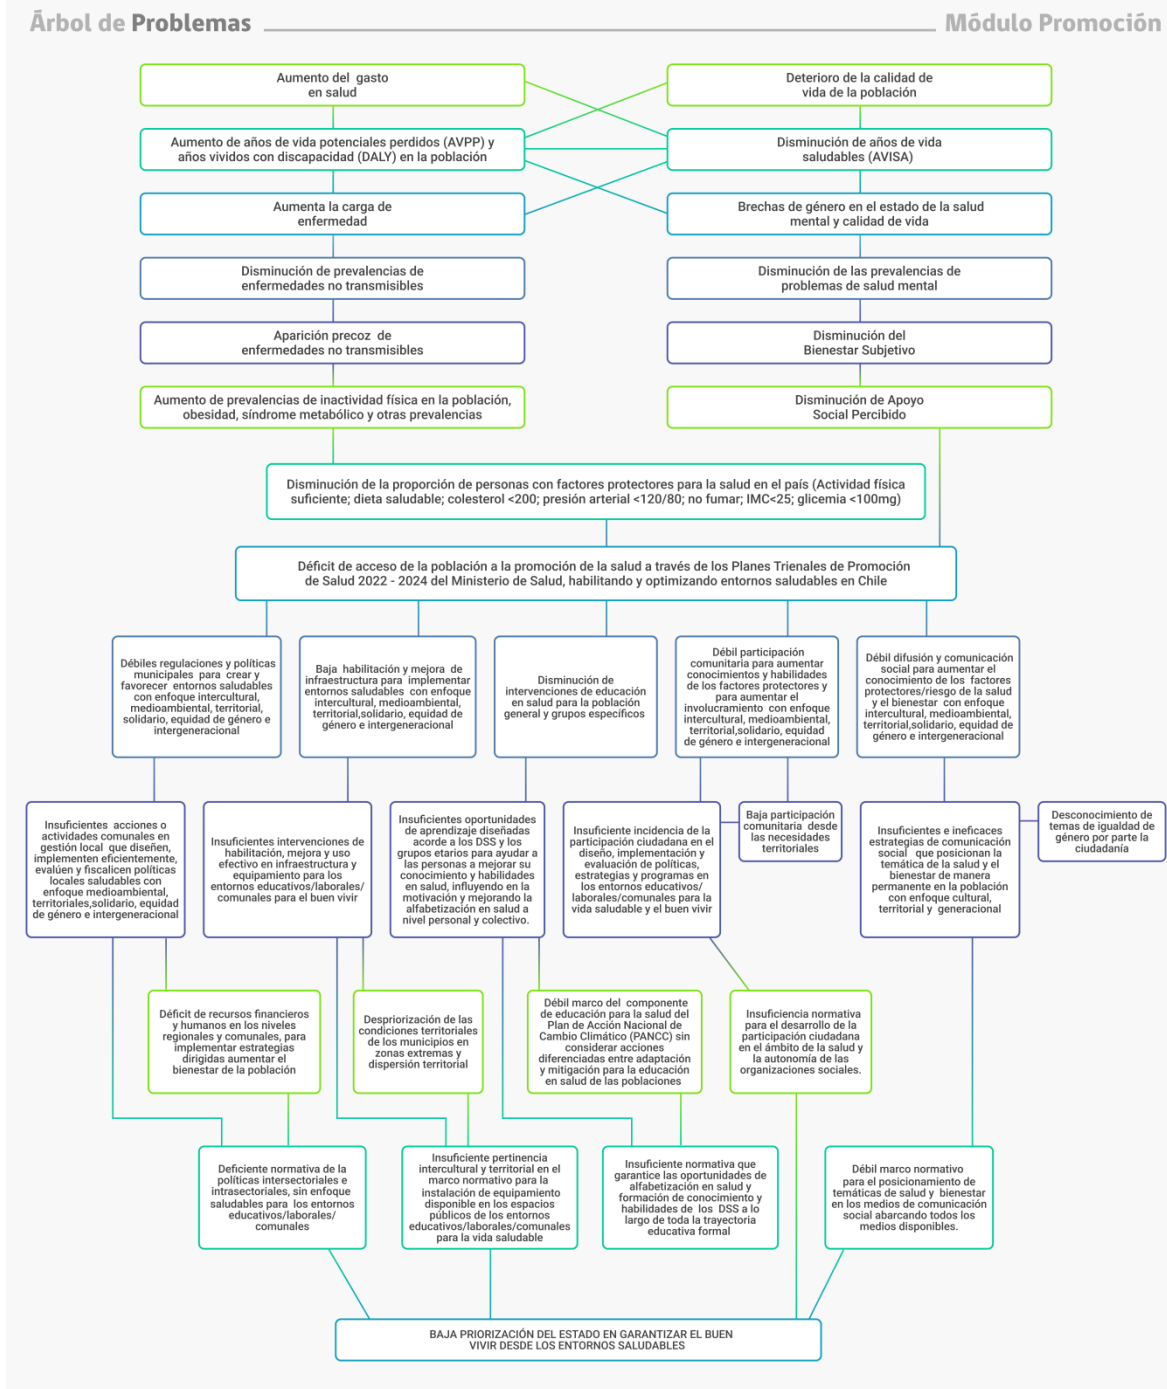 Árbol de Problemas
Módulo Promoción
Aumento del gasto
en salud
Deterioro de la calidad de
vida de la población
Aumento de años de vida potenciales perdidos (AVPP) y
años vividos con discapacidad (DALY) en la población
Disminución de años de vida
saludables (AVISA)
Aumenta la carga de
enfermedad
Brechas de género en el estado de la salud
mental y calidad de vida
Disminución de prevalencias de
enfermedades no transmisibles
Disminución de las prevalencias de
problemas de salud mental
Aparición precoz de
enfermedades no transmisibles
Disminución del
Bienestar Subjetivo
Aumento de prevalencias de inactividad física en la población,
obesidad, síndrome metabólico y otras prevalencias
Disminución de Apoyo
Social Percibido
Disminución de la proporción de personas con factores protectores para la salud en el país (Actividad física
suficiente; dieta saludable; colesterol <200; presión arterial <120/80; no fumar; IMC<25; glicemia <100mg)
Déficit de acceso de la población a la promoción de la salud a través de los Planes Trienales de Promoción
de Salud 2022 - 2024 del Ministerio de Salud, habilitando y optimizando entornos saludables en Chile
Débiles regulaciones y políticas
municipales para crear y
favorecer entornos saludables
con enfoque intercultural,
medioambiental, territorial,
solidario, equidad de género e
intergeneracional
Baja habilitación y mejora de
infraestructura para implementar
entornos saludables con enfoque
intercultural, medioambiental,
territorial,solidario, equidad de
género e intergeneracional
Disminución de
intervenciones de educación
en salud para la población
general y grupos específicos
Débil participación
comunitaria para aumentar
conocimientos y habilidades
de los factores protectores y
para aumentar el
involucramiento con enfoque
intercultural, medioambiental,
territorial,solidario, equidad
de género e intergeneracional
Débil difusión y comunicación
social para aumentar el
conocimiento de los factores
protectores/riesgo de la salud
y el bienestar con enfoque
intercultural, medioambiental,
territorial,solidario, equidad de
género e intergeneracional
Insuficientes acciones o
actividades comunales en
gestión local que diseñen,
implementen eficientemente,
evalúen y fiscalicen políticas
locales saludables con
enfoque medioambiental,
territoriales,solidario, equidad
de género e intergeneracional
Insuficientes intervenciones de
habilitación, mejora y uso
efectivo en infraestructura y
equipamiento para los
entornos educativos/laborales/
comunales para el buen vivir
Insuficientes oportunidades
de aprendizaje diseñadas
acorde a los DSS y los
grupos etarios para ayudar a
las personas a mejorar su
conocimiento y habilidades
en salud, influyendo en la
motivación y mejorando la
alfabetización en salud a
nivel personal y colectivo.
Insuficiente incidencia de la
participación ciudadana en el
diseño, implementación y
evaluación de políticas,
estrategias y programas en
los entornos educativos/
laborales/comunales para la
vida saludable y el buen vivir
Baja participación
comunitaria desde
las necesidades
territoriales
Insuficientes e ineficaces
estrategias de comunicación
social que posicionan la
temática de la salud y el
bienestar de manera
permanente en la población
con enfoque cultural,
territorial y generacional
Desconocimiento de
temas de igualdad de
género por parte la
ciudadanía
Déficit de recursos financieros
y humanos en los niveles
regionales y comunales, para
implementar estrategias
dirigidas aumentar el
bienestar de la población
Despriorización de las
condiciones territoriales
de los municipios en
zonas extremas y
dispersión territorial
Débil marco del componente
de educación para la salud del
Plan de Acción Nacional de
Cambio Climático (PANCC) sin
considerar acciones
diferenciadas entre adaptación
y mitigación para la educación
en salud de las poblaciones
Insuficiencia normativa
para el desarrollo de la
participación ciudadana
en el ámbito de la salud y
la autonomía de las
organizaciones sociales.
Deficiente normativa de la
políticas intersectoriales e
intrasectoriales, sin enfoque
saludables para los entornos
educativos/laborales/
comunales
Insuficiente pertinencia
intercultural y territorial en el
marco normativo para la
instalación de equipamiento
disponible en los espacios
públicos de los entornos
educativos/laborales/comunales
para la vida saludable
Insuficiente normativa que
garantice las oportunidades de
alfabetización en salud y
formación de conocimiento y
habilidades de los DSS a lo
largo de toda la trayectoria
educativa formal
Débil marco normativo
para el posicionamiento de
temáticas de salud y bienestar
en los medios de comunicación
social abarcando todos los
medios disponibles.
BAJA PRIORIZACIÓN DEL ESTADO EN GARANTIZAR EL BUEN
VIVIR DESDE LOS ENTORNOS SALUDABLES